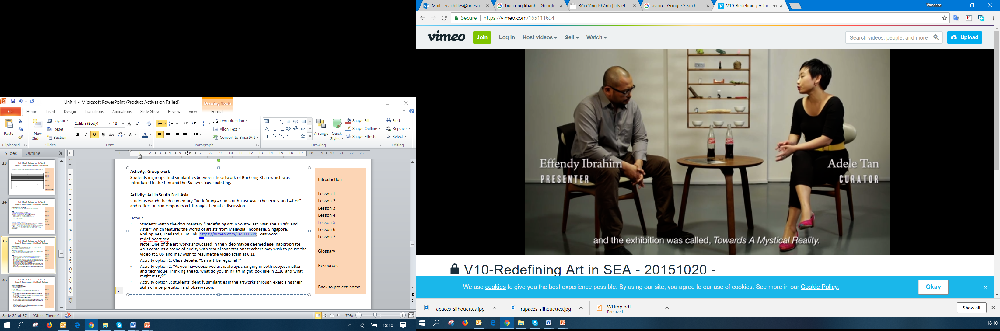 Unit 4 - Microsoft PowerPoint (Product Activation Failed)
Drawing Tools
File Home Insert Design Transitions Animations Slide Show Review View Format
Paste
New
Slide
Layout
Reset
Section
Calibri (Body) 13
Text Direction
Align Text
Convert to SmartArt
Arrange
Quick
Styles
Shape Fill
Shape Outline
Shape Effects
Find
Replace
Select
Clipboard Slides Font Paragraph Drawing Editing
Slides Outline
23
24
25
26
Activity: Group work
Students in groups find similarities between the artwork of Bui Cong Khan which was
introduced in the film and the Sulawesi cave painting.
Activity: Art in South-East Asia
Students watch the documentary “Redefining Art in South-East Asia: The 1970’s and After”
and reflect on contemporary art through thematic discussion.
Details
• Students watch the documentary “Redefining Art in South-East Asia: The 1970’s and
After” which features the works of artists from Malaysia, Indonesia, Singapore,
Philippines, Thailand; Film link: https://vimeo.com/165111694; Password :
redefineart.sea
Note: One of the art works showcased in the video maybe deemed age inappropriate.
As it contains a scene of nudity with sexual connotations teachers may wish to pause the
video at 5:06 and may wish to resume the video again at 6:11
• Activity option 1: Class debate: “Can art be regional?”
• Activity option 2: “As you have observed art is always changing in both subject matter
and technique. Thinking ahead, what do you think art might look like in 2116 and what
might it say?”
• Activity option 3: students identify similarities in the artworks through exercising their
skills of interpretation and observation.
Introduction
Lesson 1
Lesson 2
Lesson 3
Lesson 4
Lesson 5
Lesson 6
Lesson 7
Glossary
Resources
Back to project home
Slide 25 of 37 "Office Theme" 70%
18:10
Mail – v.achilles@unesco. bui cong khanh - Google Bùi Công Khánh | litviet avion - Google Search V10-Redefining Art in Vanessa
Secure https://vimeo.com/165111694
vimeo Join Log in Host videos Sell Watch Search videos, people, and more Upload
Effendy Ibrahim
PRESENTER
Adele Tan
CURATOR
and the exhibition was called, Towards A Mystical Reality.
V10-Redefining Art in SEA - 20151020 -
We use cookies to give you the best experience possible. By using our site, you agree to our use of cookies. See more in our Cookie Policy. Okay
rapaces_silhouettes.jpg rapaces_silhouettes.jpg WHmp.pdf
Removed
Show all
18:10